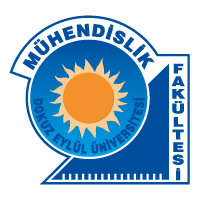 MÜHENDİSLİK
FAKÜLTESİ
DOKUZ EYLÜL ÜNİVERSİTESİ